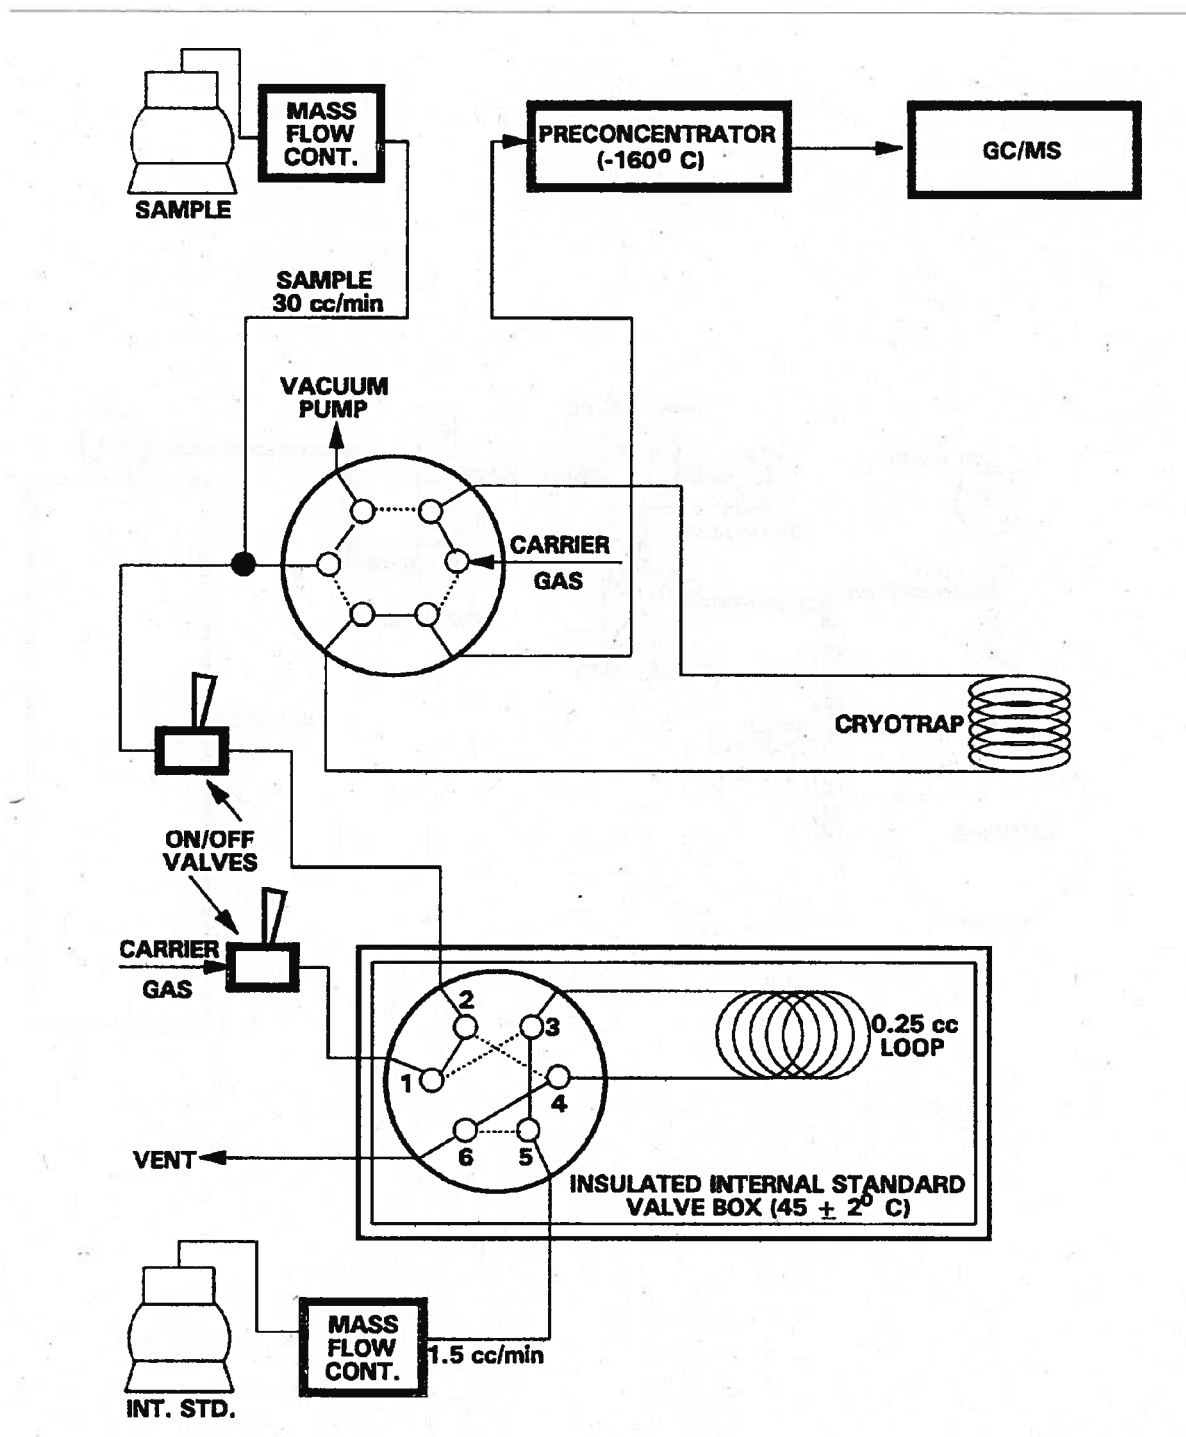 MASS
FLOW
CONT.
SAMPLE
PRECONCENTRATOR
(-160⁰ C)
GC/MS
SAMPLE
30 cc/min
VACUUM
PUMP
CARRIER
GAS
CRYOTRAP
ON/OFF
VALVES
CARRIER
GAS
2
3
1
4
6
5
0.25 cc
LOOP
VENT
INSULATED INTERNAL STANDARD
VALVE BOX (45 ± 2⁰ C)
MASS
FLOW
CONT.
1.5 cc/min
INT. STD.